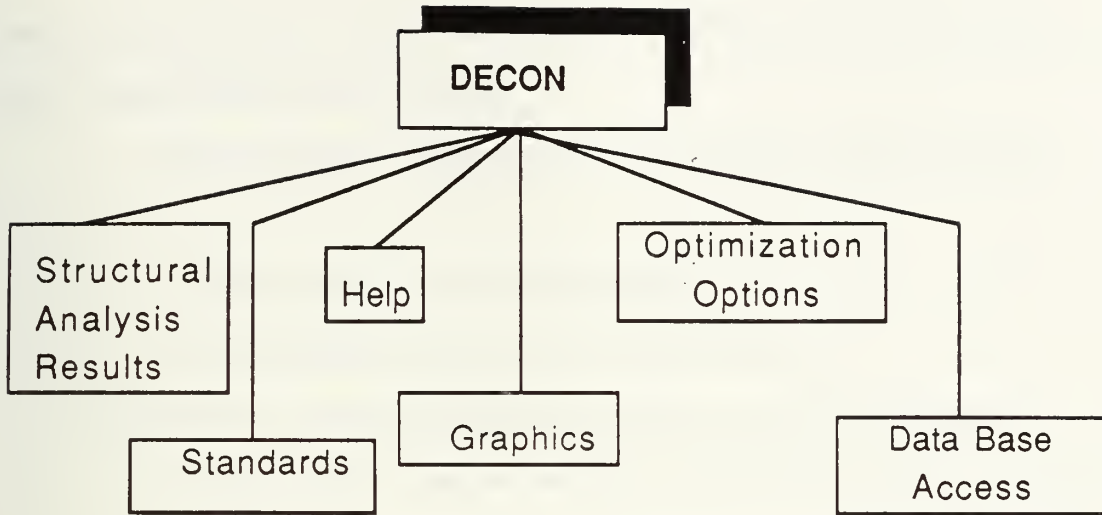 DECON
Structural
Analysis
Results
Standards
Help
Graphics
Optimization
Options
Data Base
Access